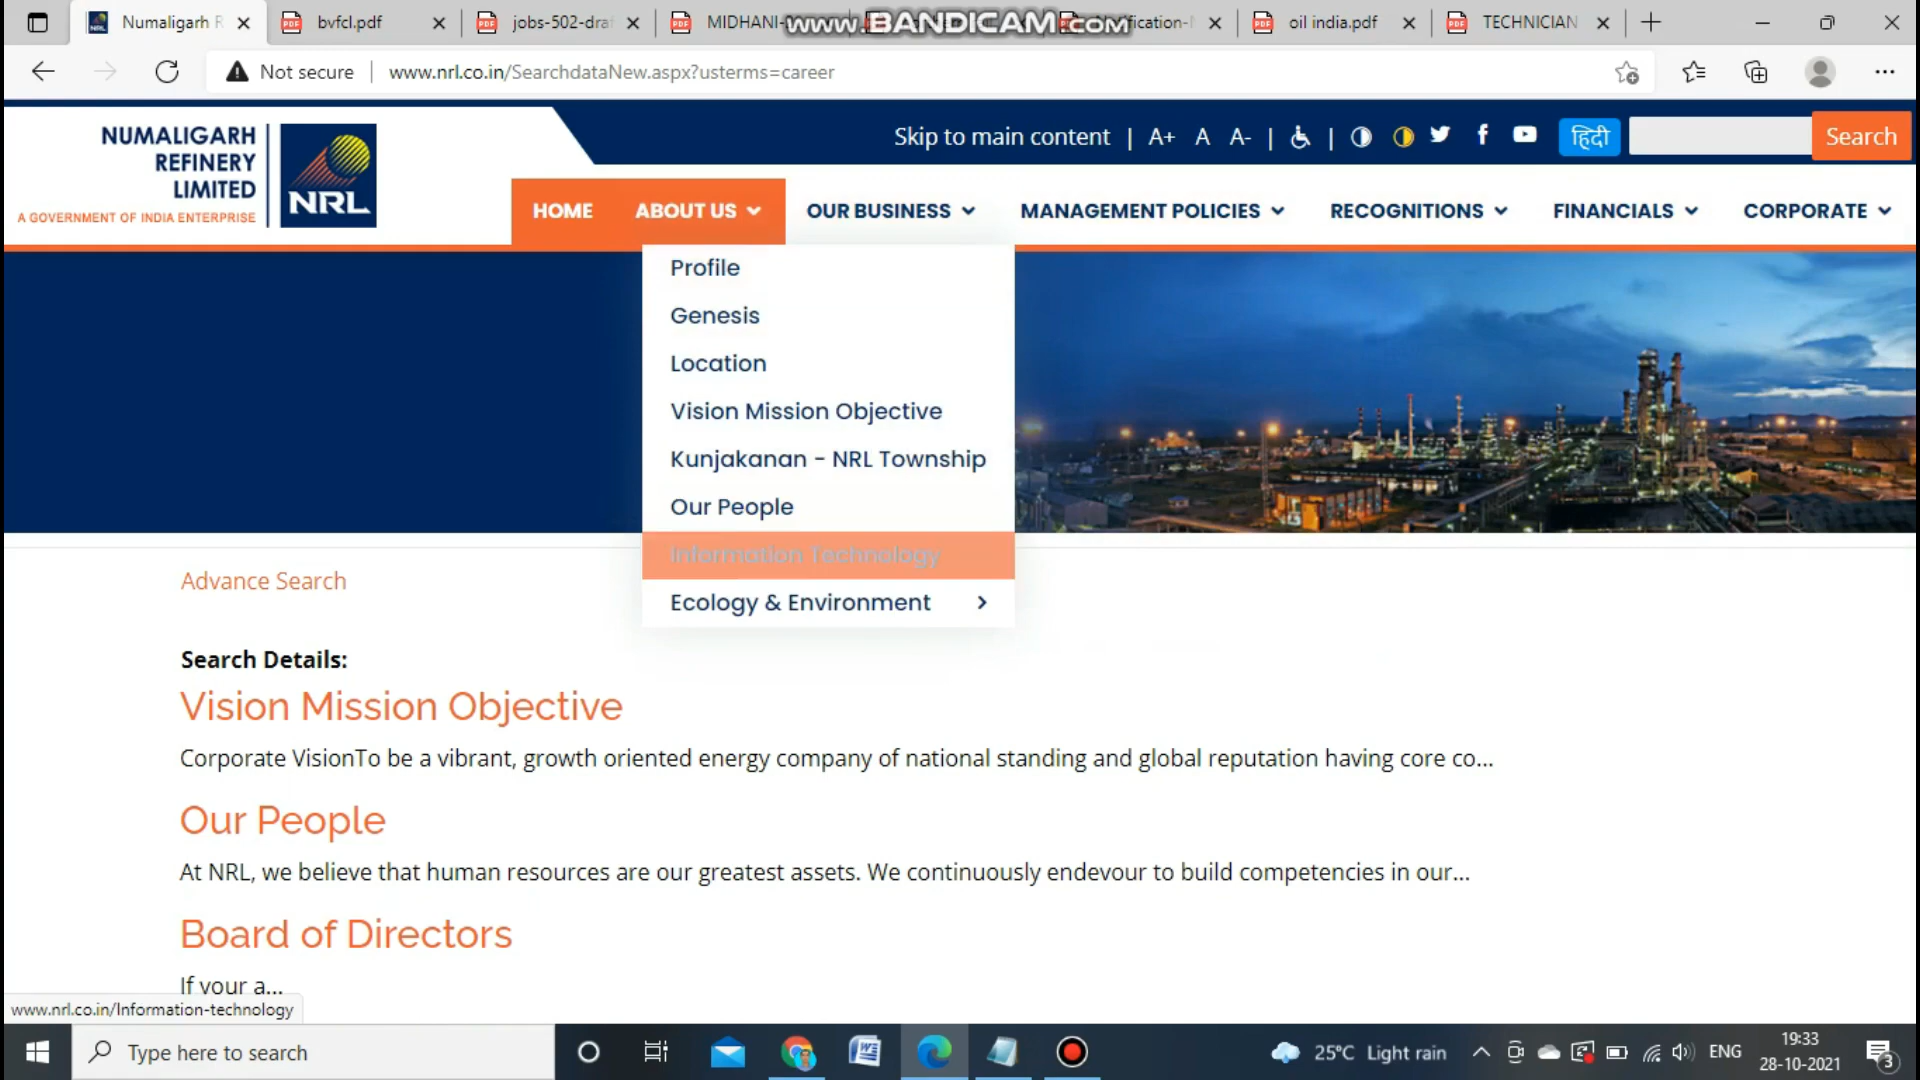 Numaligarh R
bvfcl.pdf
jobs-502-dra
MIDHANI-
www.BANDICAM.com
ification-
oil india.pdf
TECHNICIAN
Not secure
www.nrl.co.in/SearchdataNew.aspx?usterms=career
NUMALIGARH
REFINERY
LIMITED
A GOVERNMENT OF INDIA ENTERPRISE
NRL
Skip to main content | A+ A A- | |
हिंदी
Search
HOME
ABOUT US
OUR BUSINESS
MANAGEMENT POLICIES
RECOGNITIONS
FINANCIALS
CORPORATE
Profile
Genesis
Location
Vision Mission Objective
Kunjakanan - NRL Township
Our People
Information Technology
Ecology & Environment
Advance Search
Search Details:
Vision Mission Objective
Corporate VisionTo be a vibrant, growth oriented energy company of national standing and global reputation having core co...
Our People
At NRL, we believe that human resources are our greatest assets. We continuously endevour to build competencies in our...
Board of Directors
If your a...
www.nrl.co.in/Information-technology
Type here to search
25°C Light rain
ENG
19:33
28-10-2021
3